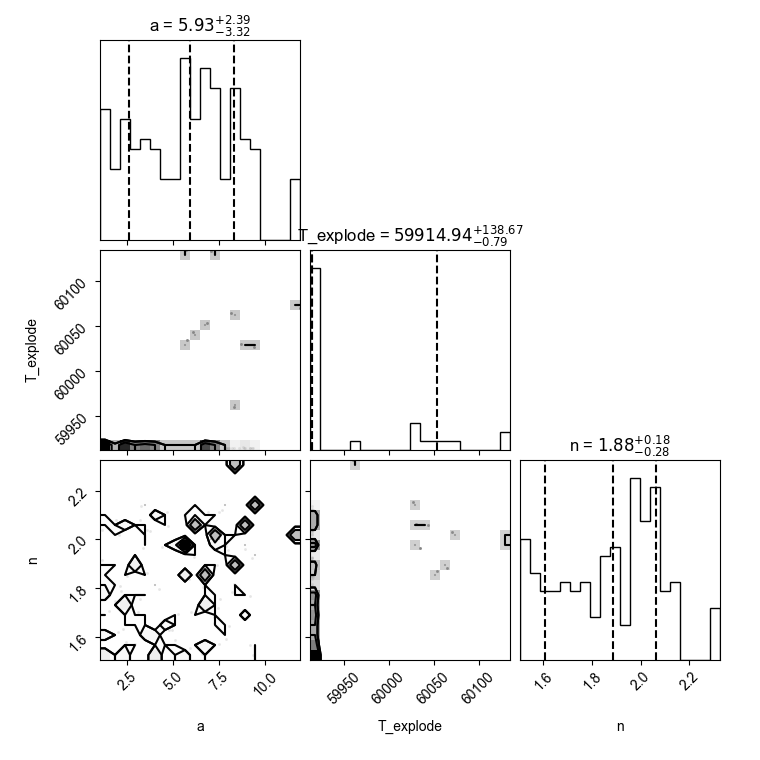 a = 5.93+2.39−3.32
T_explode = 59914.94+138.67−0.79
60100
60050
60000
59950
T_explode
n = 1.88+0.18−0.28
2.2
2.0
1.8
1.6
n
2.5 5.0 7.5 10.0
59950 60000 60050 60100
1.6 1.8 2.0 2.2
a T_explode n